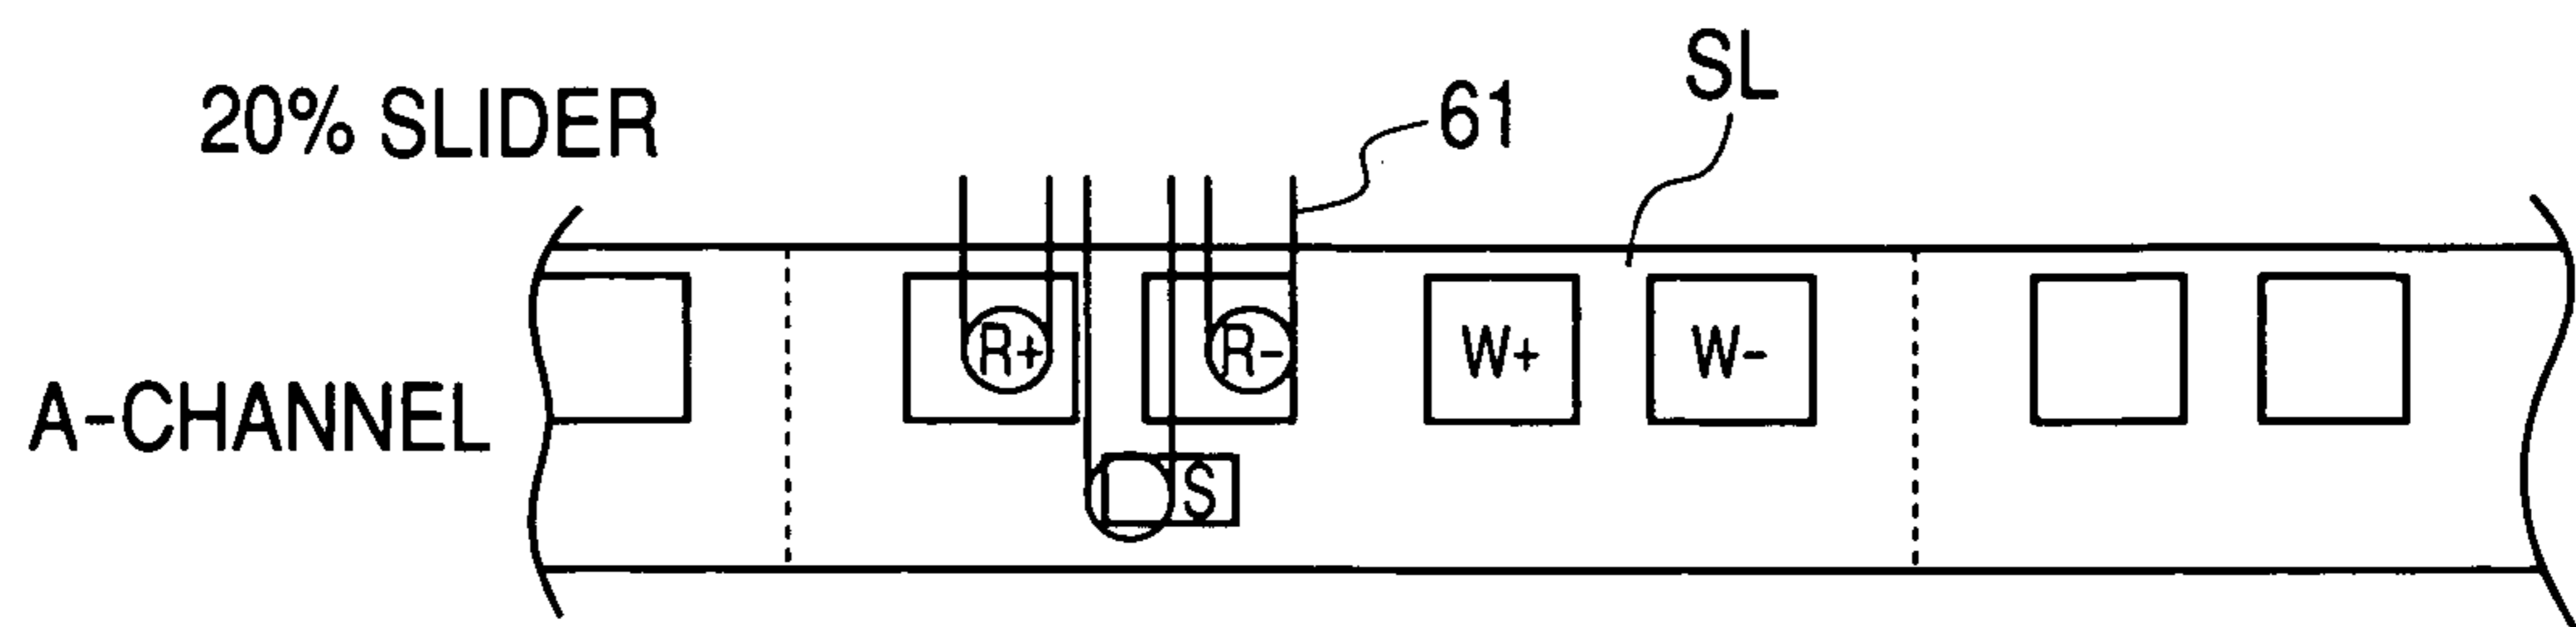 20% SLIDER
61
SL
A-CHANNEL
R+
R-
W+
W-
S